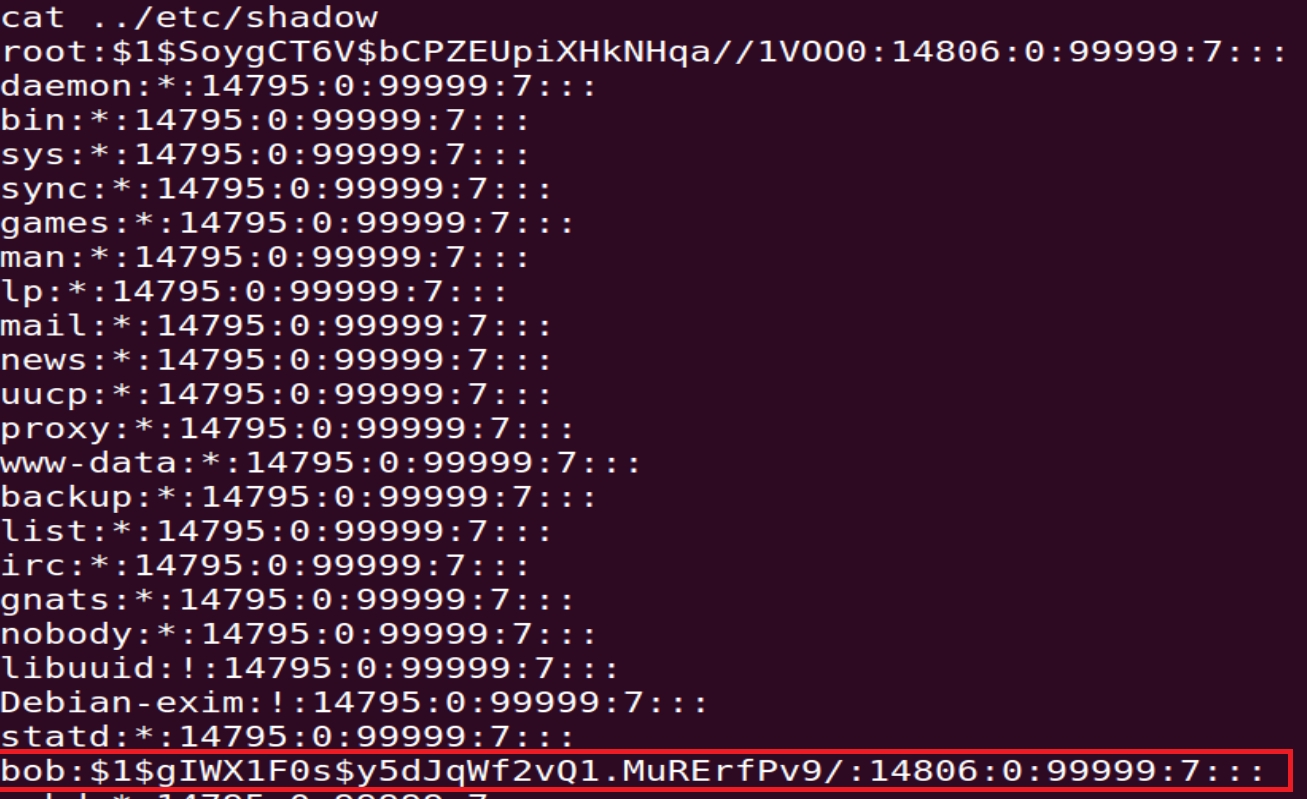 cat ../etc/shadow
root:$1$SoygCT6V$bCPZEUpiXHkNHqa//1VOO0:14806:0:99999:7:::
daemon:*:14795:0:99999:7:::
bin:*:14795:0:99999:7:::
sys:*:14795:0:99999:7:::
sync:*:14795:0:99999:7:::
games:*:14795:0:99999:7:::
man:*:14795:0:99999:7:::
lp:*:14795:0:99999:7:::
mail:*:14795:0:99999:7:::
news:*:14795:0:99999:7:::
uucp:*:14795:0:99999:7:::
proxy:*:14795:0:99999:7:::
www-data:*:14795:0:99999:7:::
backup:*:14795:0:99999:7:::
list:*:14795:0:99999:7:::
irc:*:14795:0:99999:7:::
gnats:*:14795:0:99999:7:::
nobody:*:14795:0:99999:7:::
libuuid:!:14795:0:99999:7:::
Debian-exim:!:14795:0:99999:7:::
statd:*:14795:0:99999:7:::
bob:$1$gIWX1F0s$y5dJqWf2vQ1.MuRErfPv9/:14806:0:99999:7:::